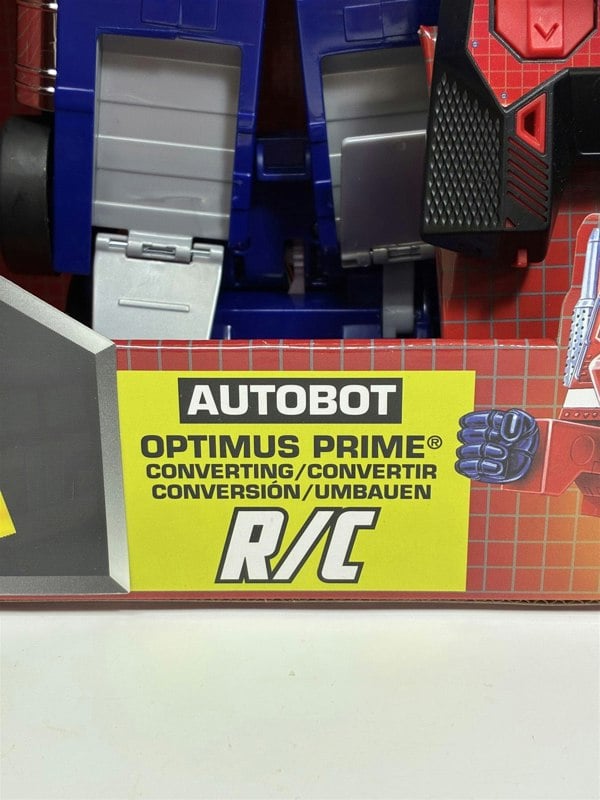 AUTOBOT
OPTIMUS PRIME®
CONVERTING/CONVERTIR
CONVERSIÓN/UMBAUEN
R/C